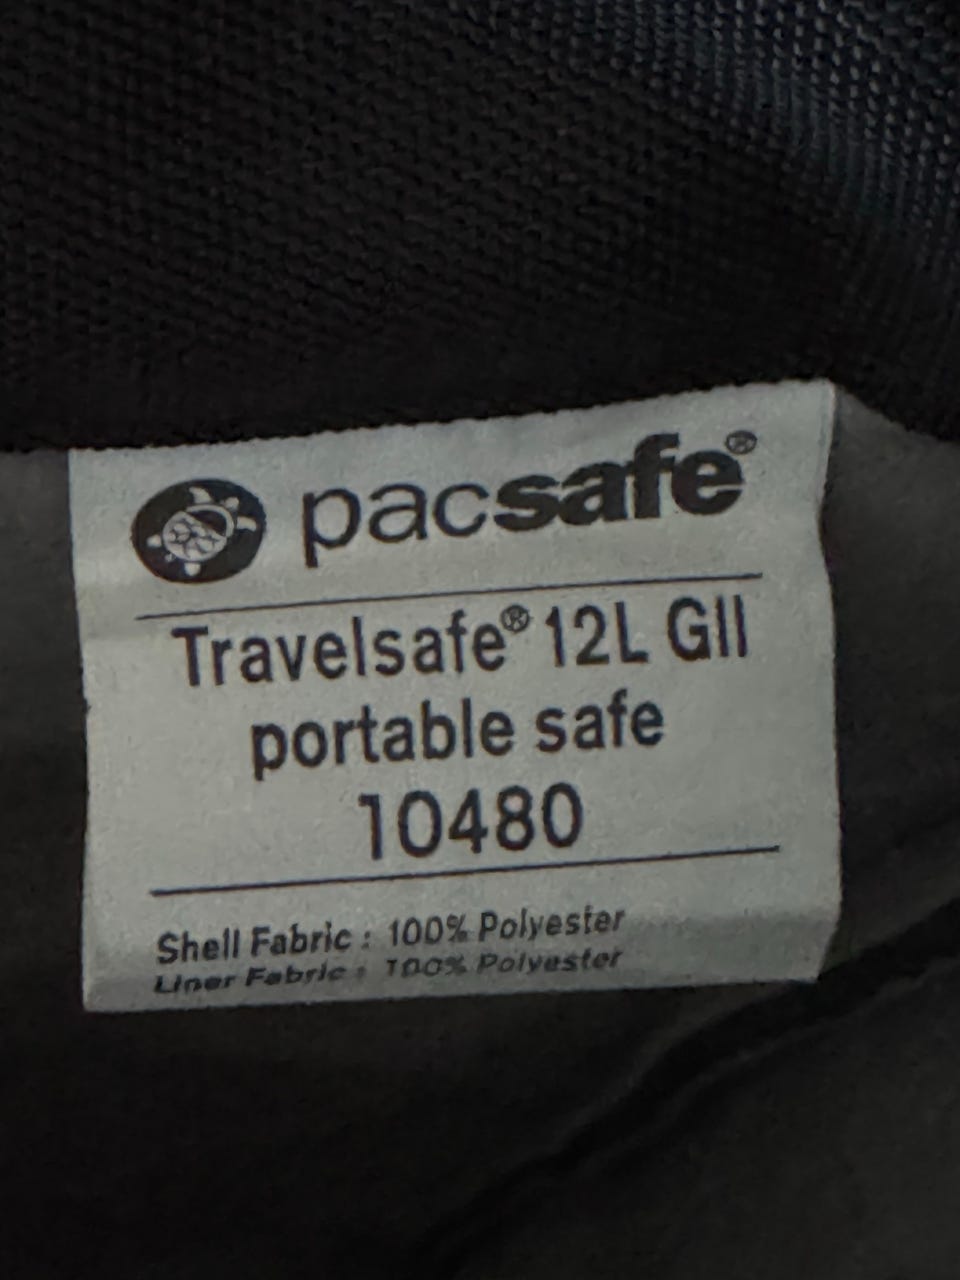 pacsafe®
Travelsafe® 12L GII
portable safe
10480
Shell Fabric : 100% Polyester
Liner Fabric : 100% Polyester